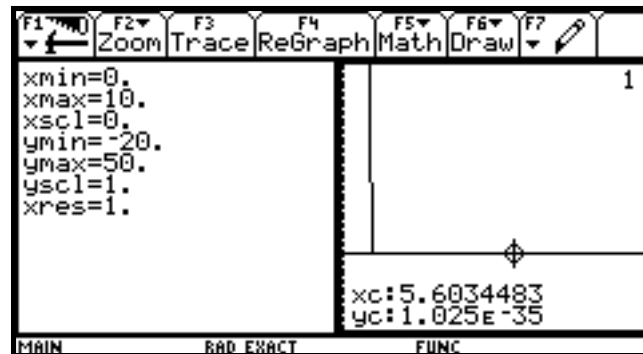 F1 F2 Zoom F3 Trace F4 ReGraph F5 Math F6 Draw F7
xmin=0.
xmax=10.
xscl=0.
ymin=⁻20.
ymax=50.
yscl=1.
xres=1.
1
xc:5.6034483
yc:1.025ᴇ⁻35
MAIN RAD EXACT FUNC